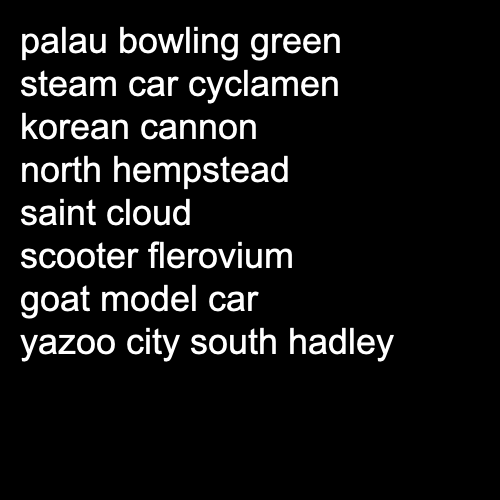 palau bowling green
steam car cyclamen
korean cannon
north hempstead
saint cloud
scooter flerovium
goat model car
yazoo city south hadley